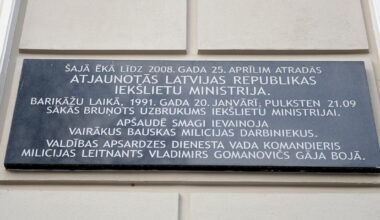 ŠAJĀ ĒKĀ LĪDZ 2008. GADA 25. APRĪLIM ATRADĀS
ATJAUNOTĀS LATVIJAS REPUBLIKAS
IEKŠLIETU MINISTRIJA.
BARIKĀŽU LAIKĀ, 1991. GADA 20. JANVĀRĪ, PULKSTEN 21.09
SĀKĀS BRUŅOTS UZBRUKUMS IEKŠLIETU MINISTRIJAI.
APŠAUDĒ SMAGI IEVAINOJA
VAIRĀKUS BAUSKAS MILICIJAS DARBINIEKUS.
VALDĪBAS APSARDZES DIENESTA VADA KOMANDIERIS
MILICIJAS LEITNANTS VLADIMIRS GOMANOVIČS GĀJA BOJĀ.